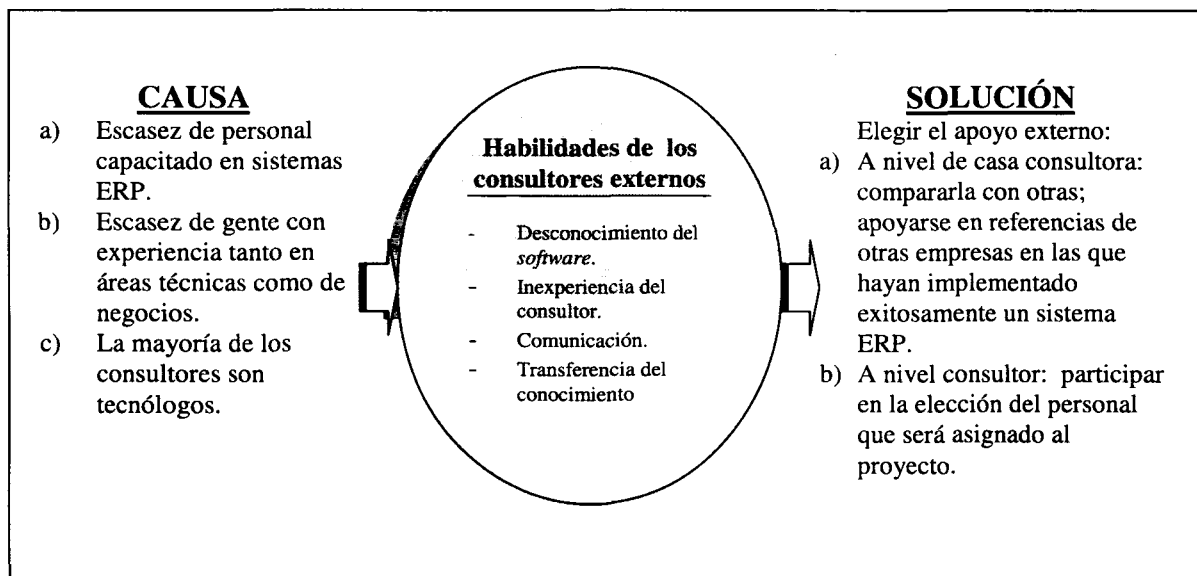 CAUSA
a) Escasez de personal
capacitado en sistemas
ERP.
b) Escasez de gente con
experiencia tanto en
áreas técnicas como de
negocios.
c) La mayoría de los
consultores son
tecnólogos.
Habilidades de los
consultores externos
- Desconocimiento del
software.
- Inexperiencia del
consultor.
- Comunicación.
- Transferencia del
conocimiento
SOLUCIÓN
Elegir el apoyo externo:
a) A nivel de casa consultora:
compararla con otras;
apoyarse en referencias de
otras empresas en las que
hayan implementado
exitosamente un sistema
ERP.
b) A nivel consultor: participar
en la elección del personal
que será asignado al
proyecto.